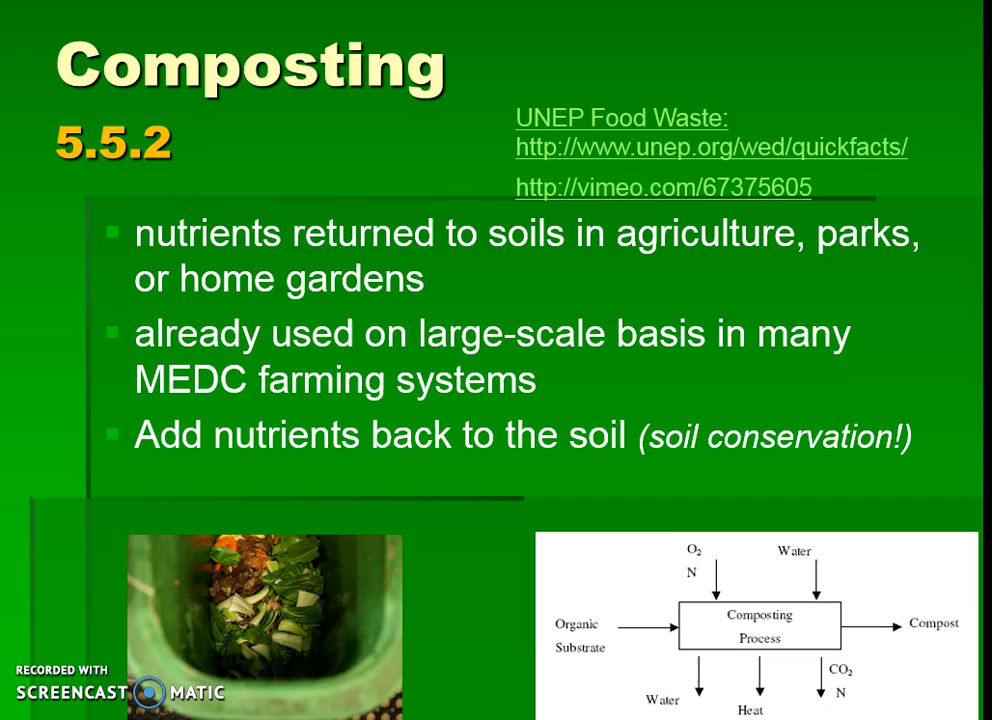 Composting
5.5.2
UNEP Food Waste:
http://www.unep.org/wed/quickfacts/
http://vimeo.com/67375605
nutrients returned to soils in agriculture, parks,
or home gardens
already used on large-scale basis in many
MEDC farming systems
Add nutrients back to the soil (soil conservation!)
O₂
N
Water
Organic
Substrate
Composting
Process
Compost
Water
Heat
CO₂
N
RECORDED WITH
SCREENCAST MATIC